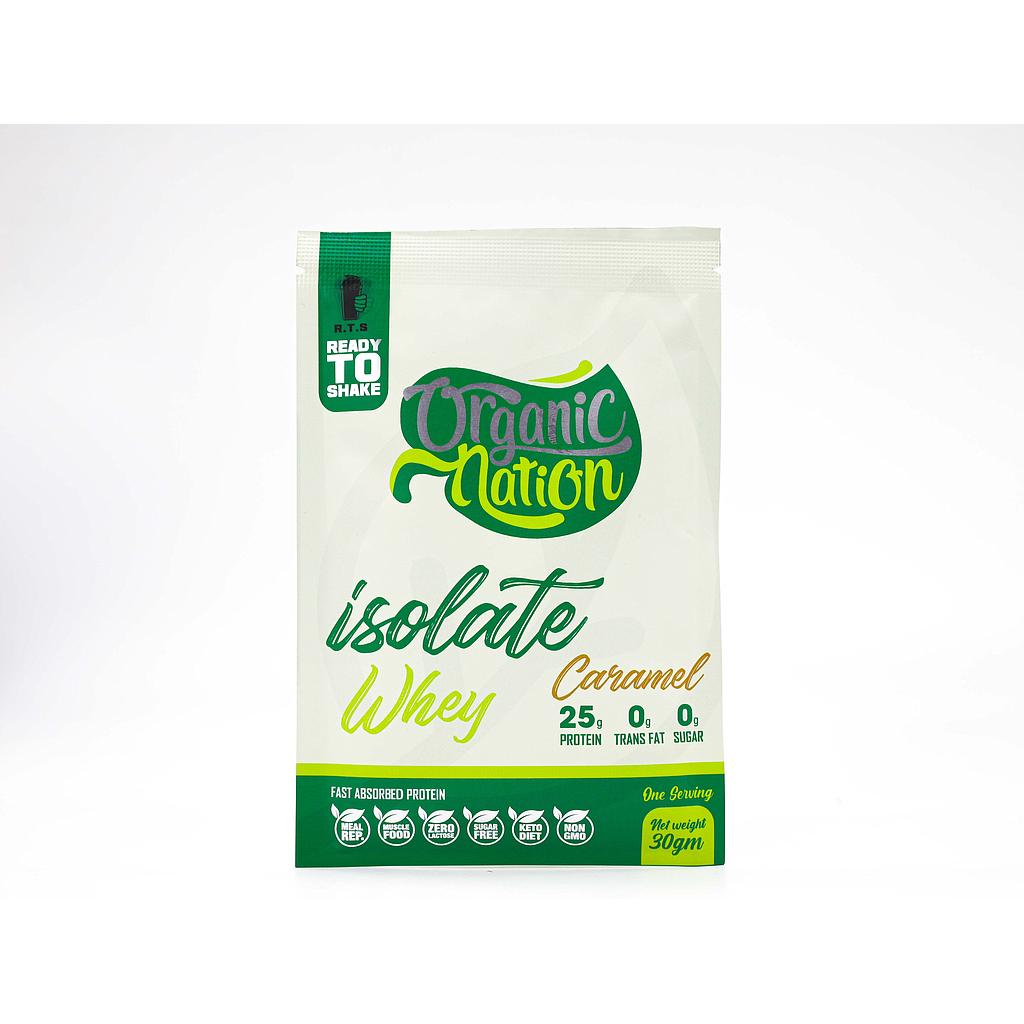 R.T.S
READY
TO
SHAKE
Organic
Nation
isolate
Whey
Caramel
25g 0g 0g
PROTEIN TRANS FAT SUGAR
FAST ABSORBED PROTEIN
MEAL REP.
MUSCLE FOOD
ZERO LACTOSE
SUGAR FREE
KETO DIET
NON GMO
One Serving
Net weight
30gm